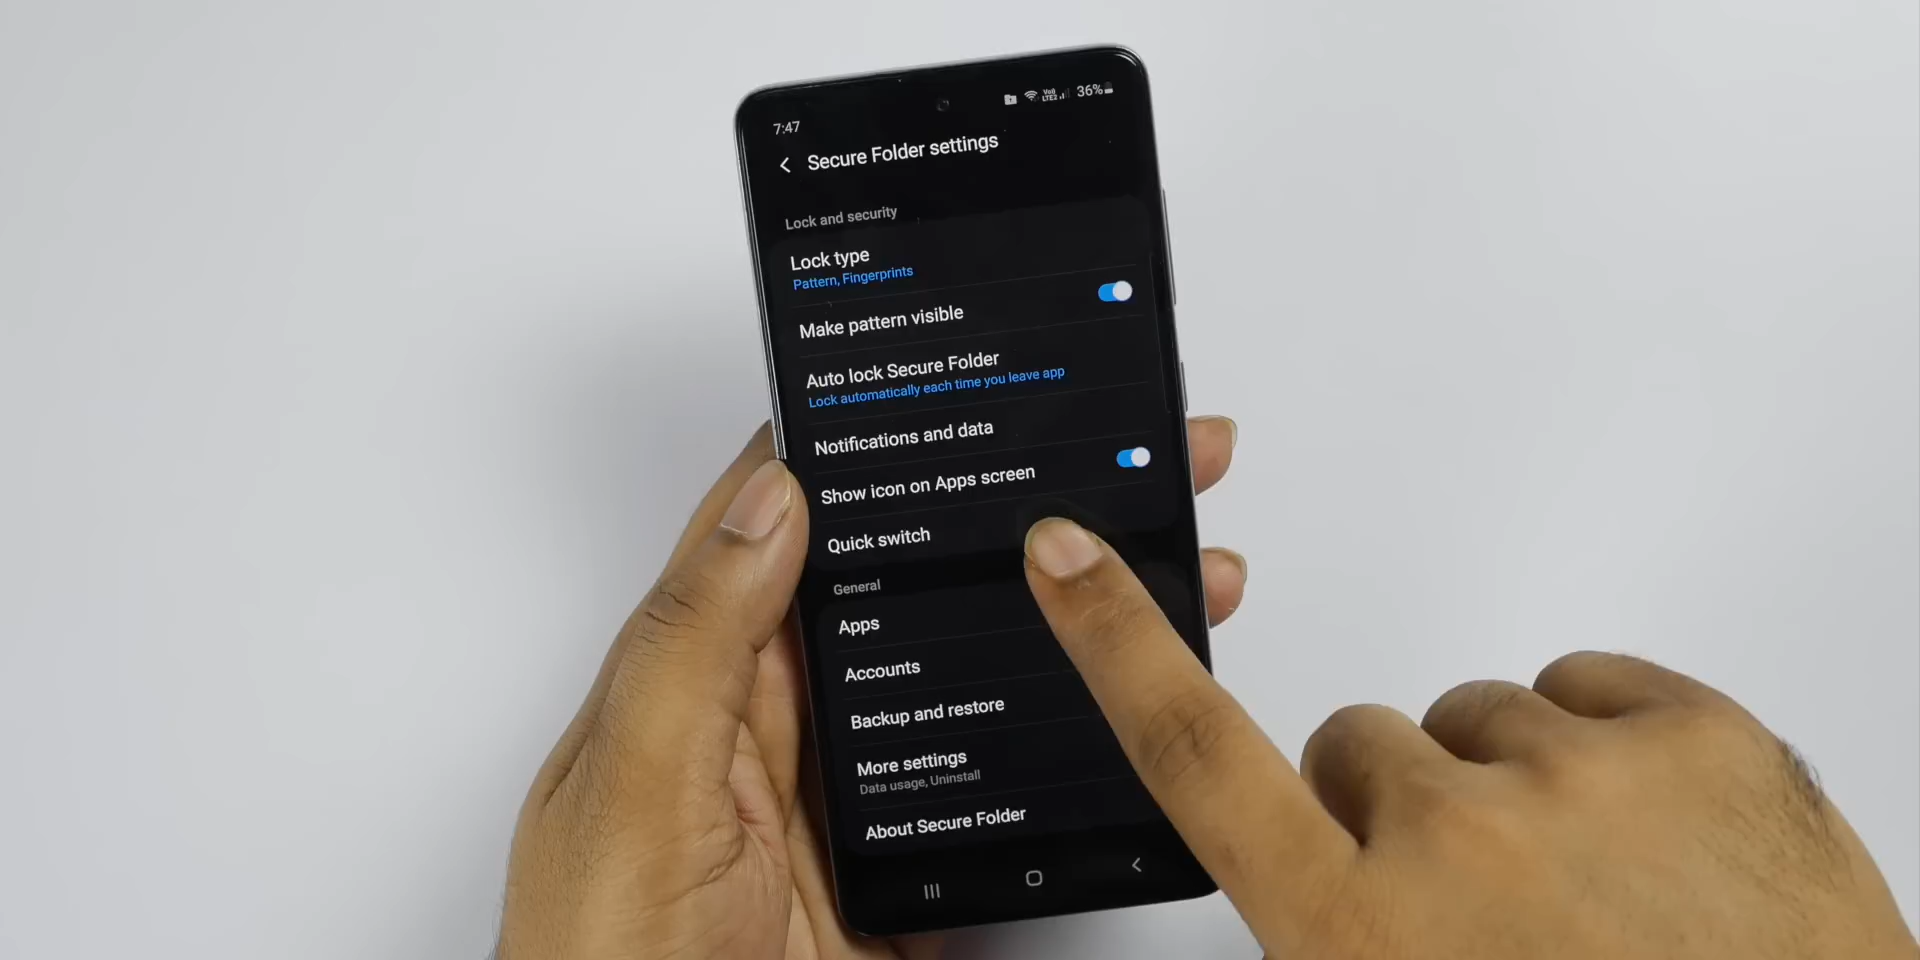 7:47
Vo))
LTE2
36%
Secure Folder settings
Lock and security
Lock type
Pattern, Fingerprints
Make pattern visible
Auto lock Secure Folder
Lock automatically each time you leave app
Notifications and data
Show icon on Apps screen
Quick switch
General
Apps
Accounts
Backup and restore
More settings
Data usage, Uninstall
About Secure Folder